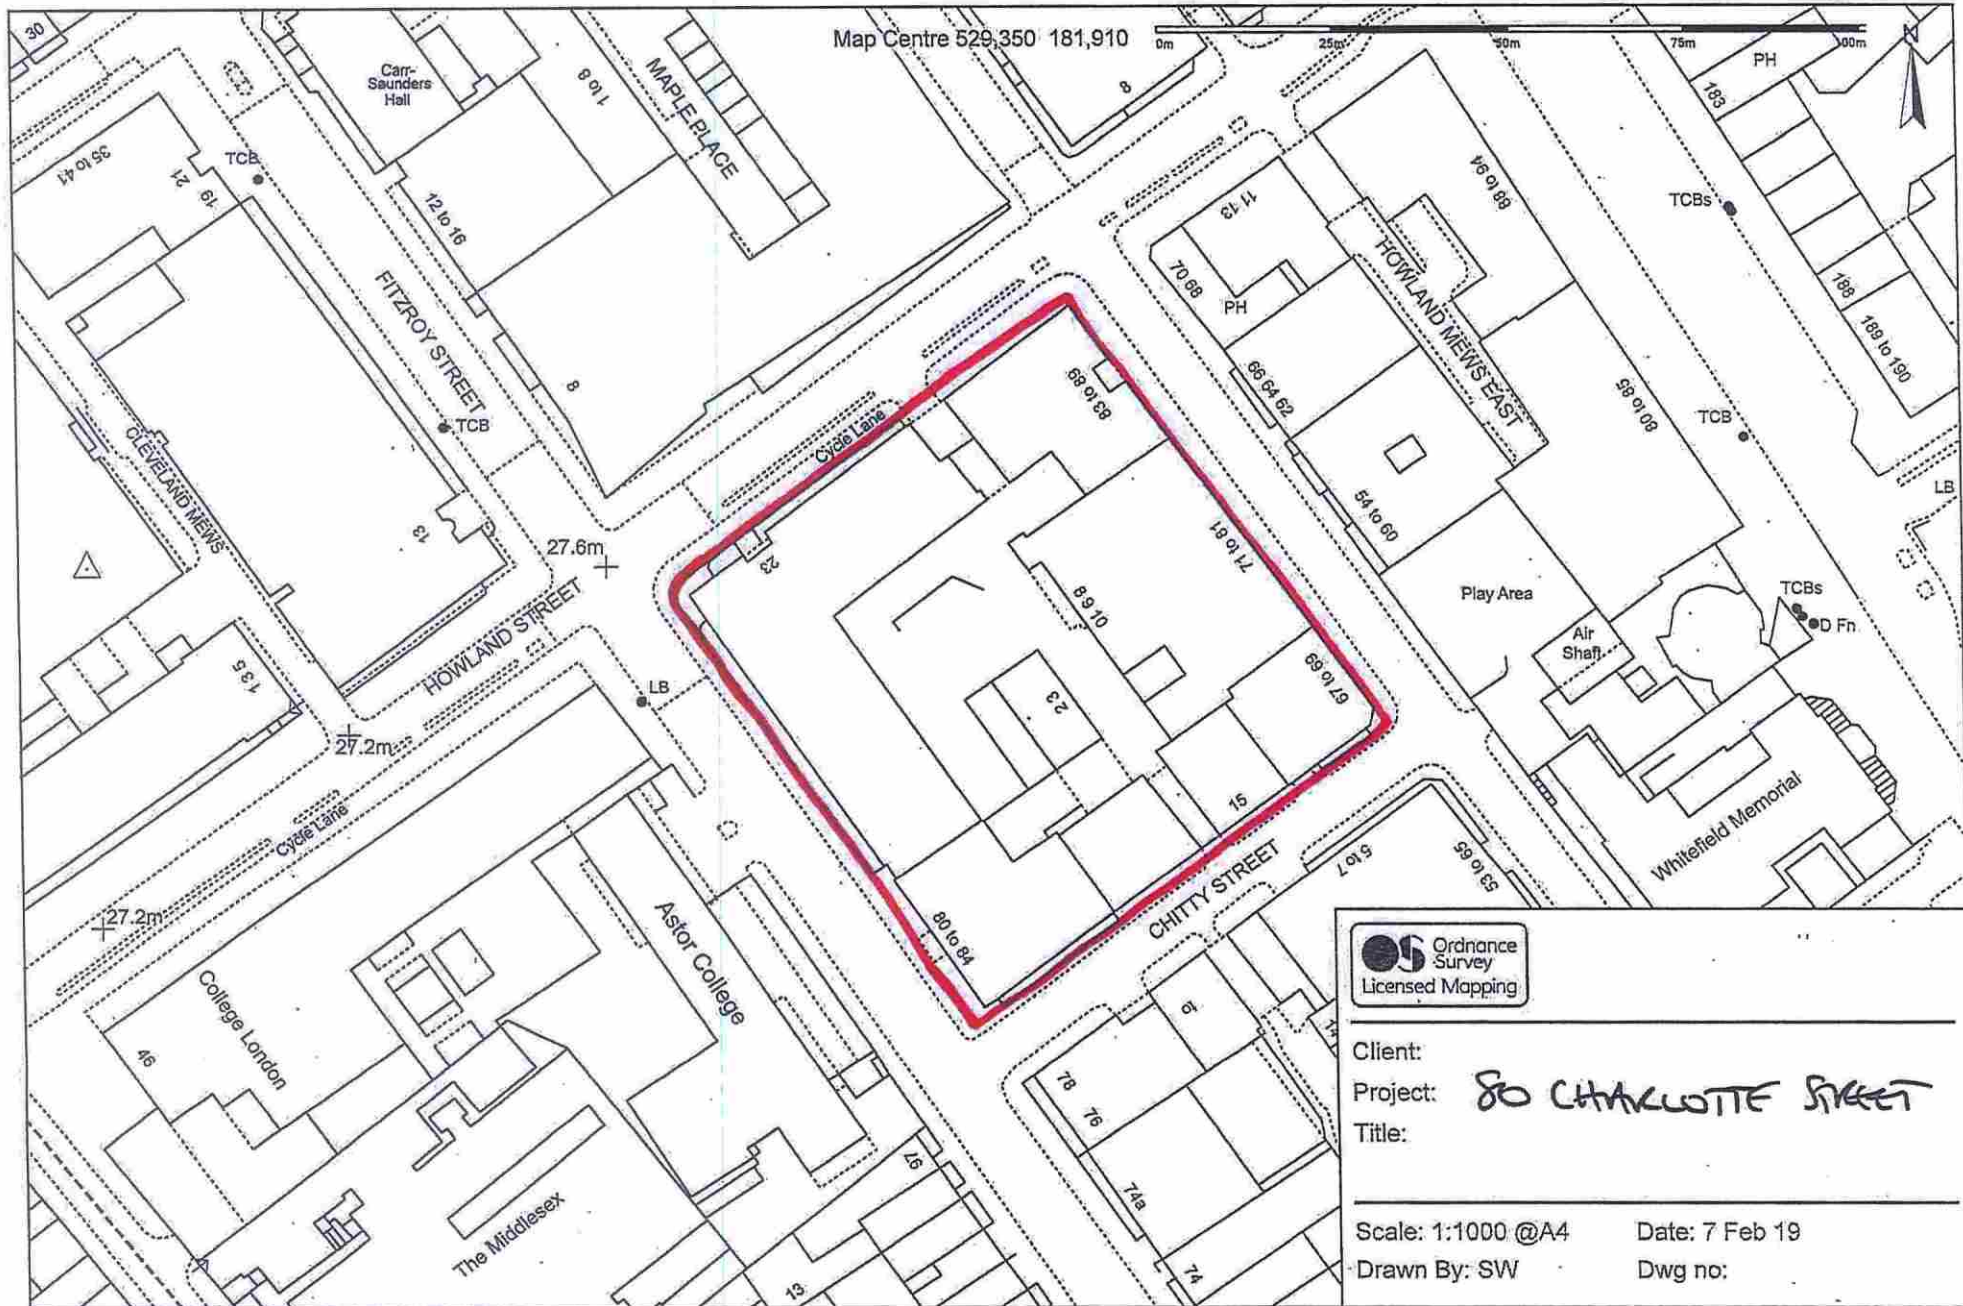 Map Centre 529,350 181,910
0m
25m
50m
75m
N
30
Carr-
Saunders
Hall
1 to 8
MAPLE PLACE
8
PH
183
35 to 41
21
19
TCB
12 to 16
FITZROY STREET
11-13
88 to 94
TCBs
70 68
PH
HOWLAND MEWS EAST
188
189 to 190
66 64 62
80 to 85
TCB
8
83 to 89
Cycle Lane
TCB
CLEVELAND MEWS
13
27.6m
23
71 to 81
54 to 60
LB
8 9 10
Play Area
TCBs
D Fn
Air
Shaft
HOWLAND STREET
LB
1 3 5
27.2m
2 3
67 to 69
Cycle Lane
15
27.2m
CHITTY STREET
5 to 7
53 to 65
Whitefield Memorial
Astor College
80 to 84
College London
46
78
76
74a
74
97
13
The Middlesex
OS Ordnance
Survey
Licensed Mapping
Client:
Project: 80 CHARLOTTE STREET
Title:
Scale: 1:1000 @A4 Date: 7 Feb 19
Drawn By: SW Dwg no: